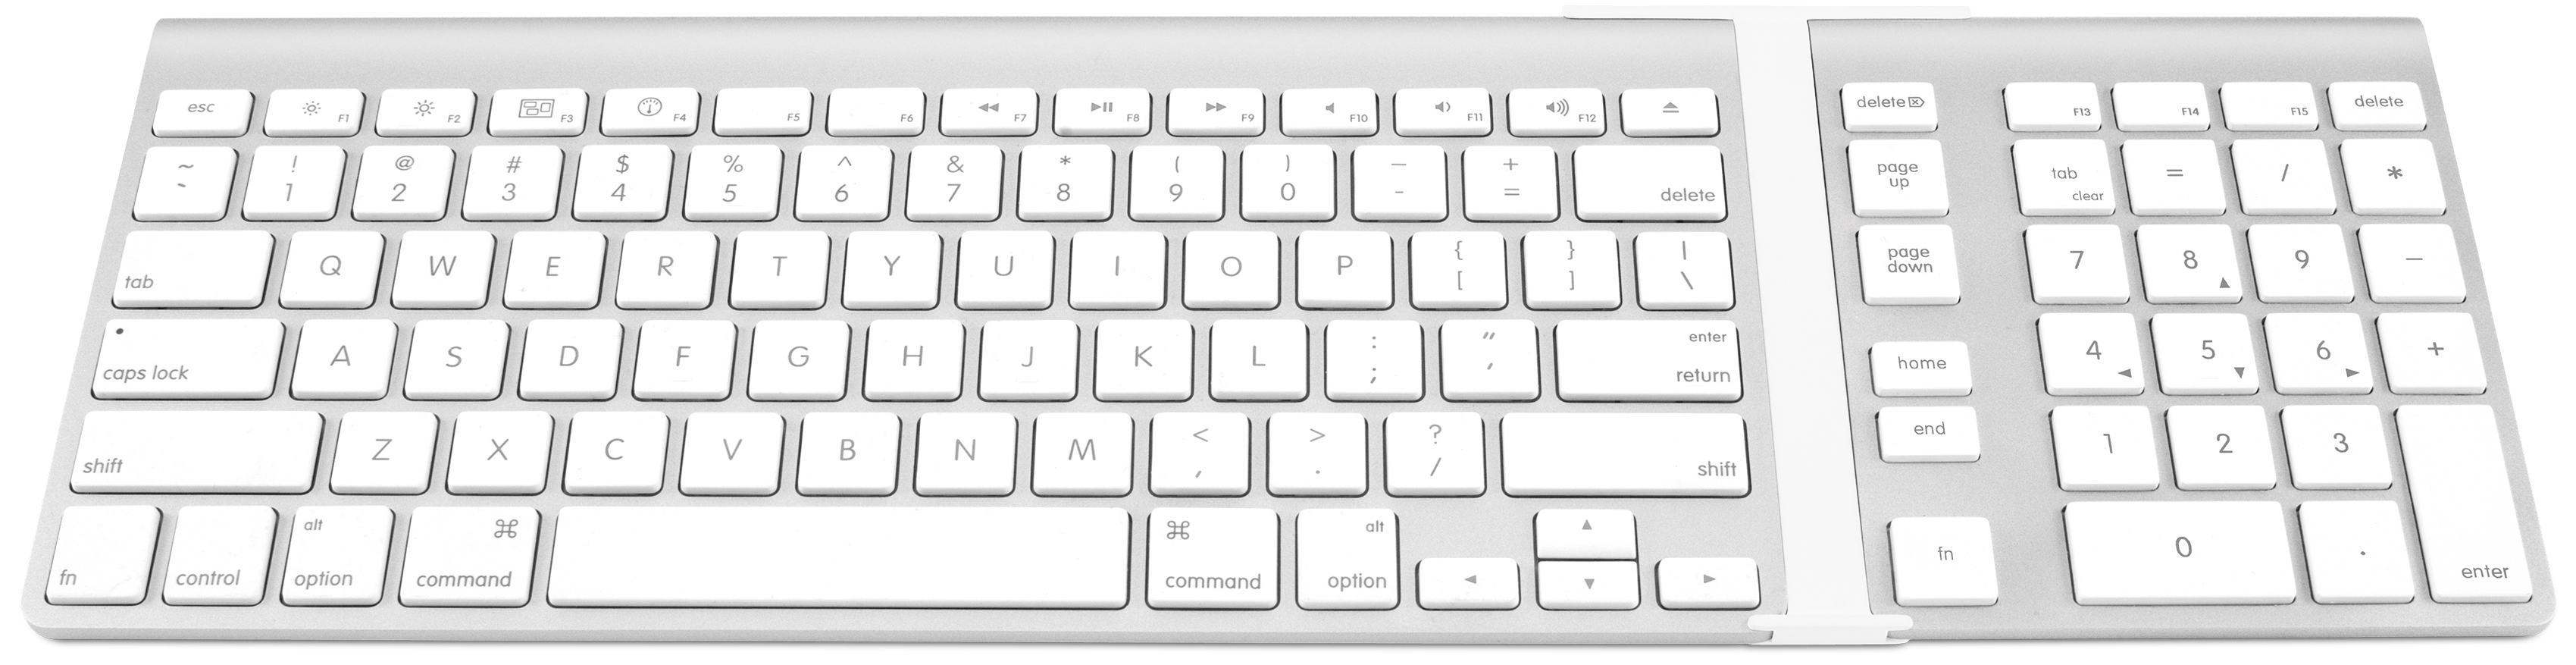 esc F1 F2 F3 F4 F5 F6 F7 F8 F9 F10 F11 F12
~ ! @ # $ % ^ & * ( ) _ +
` 1 2 3 4 5 6 7 8 9 0 - = delete
Q W E R T Y U I O P { } |
tab [ ] \
A S D F G H J K L : " enter
caps lock ; ' return
Z X C V B N M < > ?
shift , . / shift
alt ⌘ ⌘ alt
fn control option command command option
delete
page
up
page
down
home
end
fn
F13 F14 F15 delete
tab = / *
clear
7 8 9 −
4 5 6 +
1 2 3
0 . enter